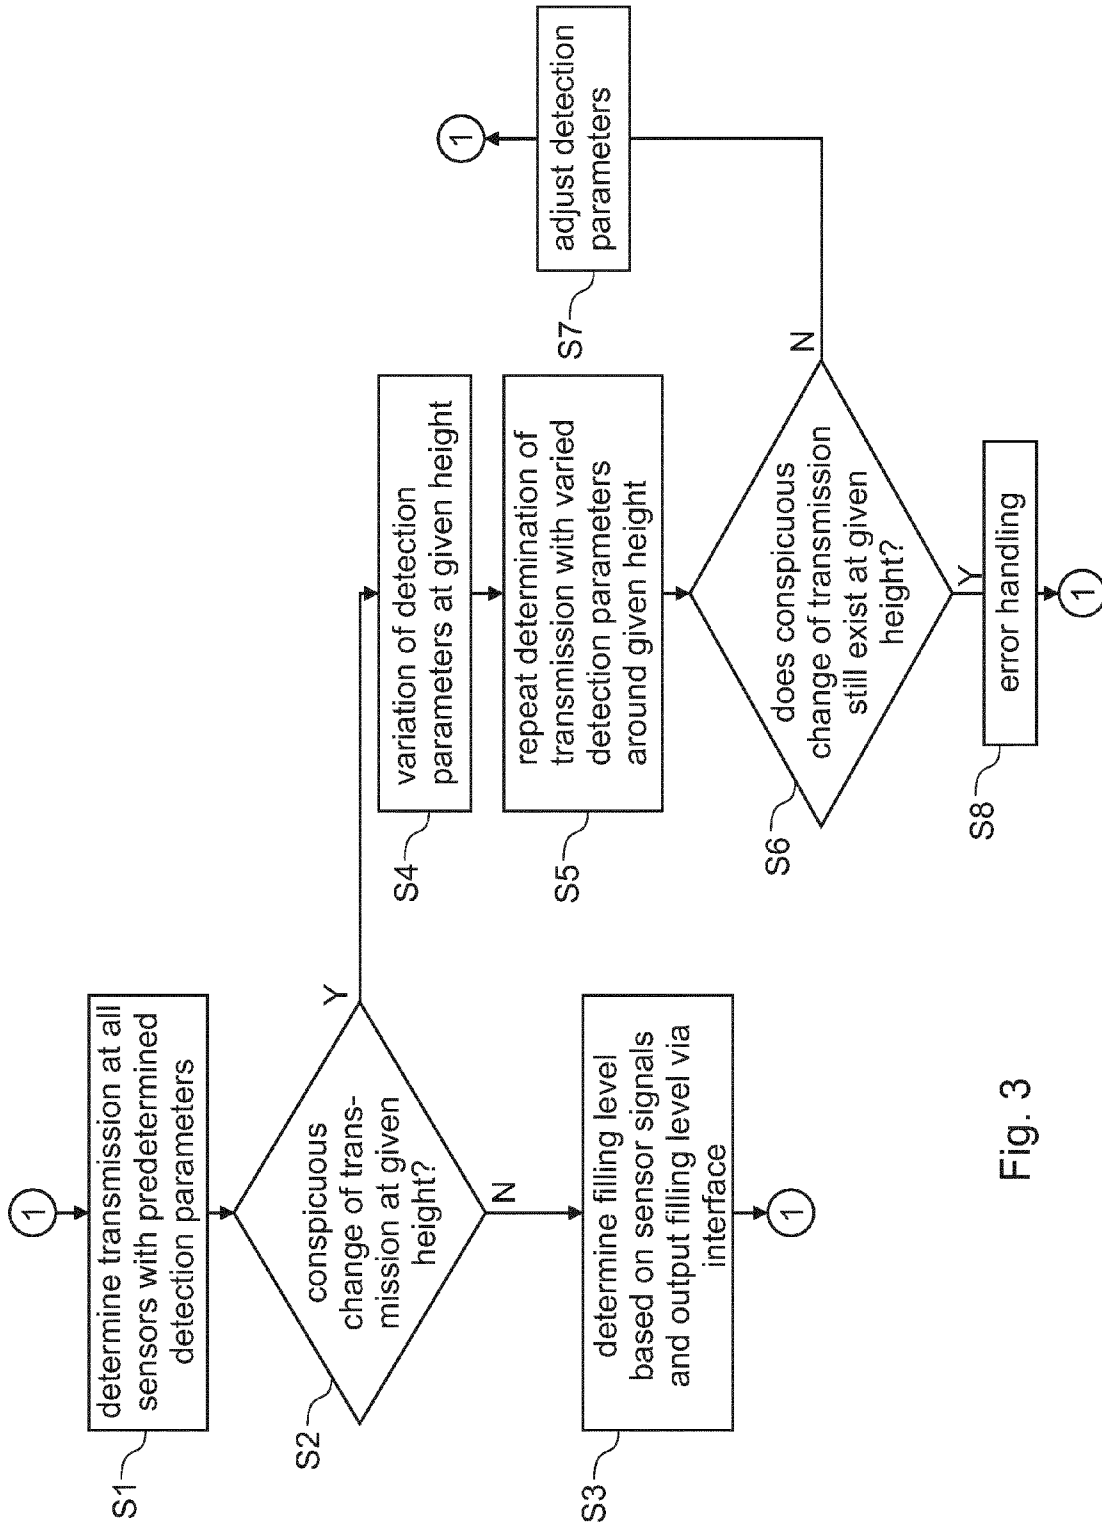 1
S1
determine transmission at all
sensors with predetermined
detection parameters
S2
conspicuous
change of trans-
mission at given
height?
Y
N
S3
determine filling level
based on sensor signals
and output filling level via
interface
1
S4
variation of detection
parameters at given height
S5
repeat determination of
transmission with varied
detection parameters
around given height
S6
does conspicuous
change of transmission
still exist at given
height?
N
Y
S7
adjust detection
parameters
1
S8
error handling
1
Fig. 3